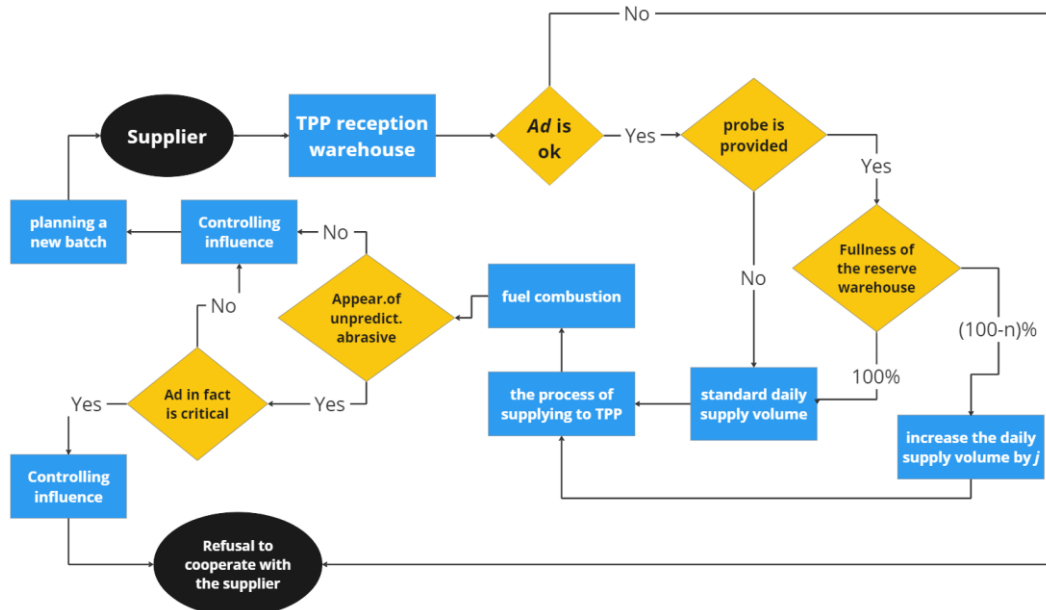 No
Supplier
TPP reception
warehouse
Ad is
ok
Yes
probe is
provided
Yes
planning a
new batch
Controlling
influence
No
Fullness of
the reserve
warehouse
No
No
Appear.of
unpredict.
abrasive
fuel combustion
(100-n)%
100%
Ad in fact
is critical
Yes
Yes
the process of
supplying to TPP
standard daily
supply volume
increase the daily
supply volume by j
Controlling
influence
Refusal to
cooperate with
the supplier